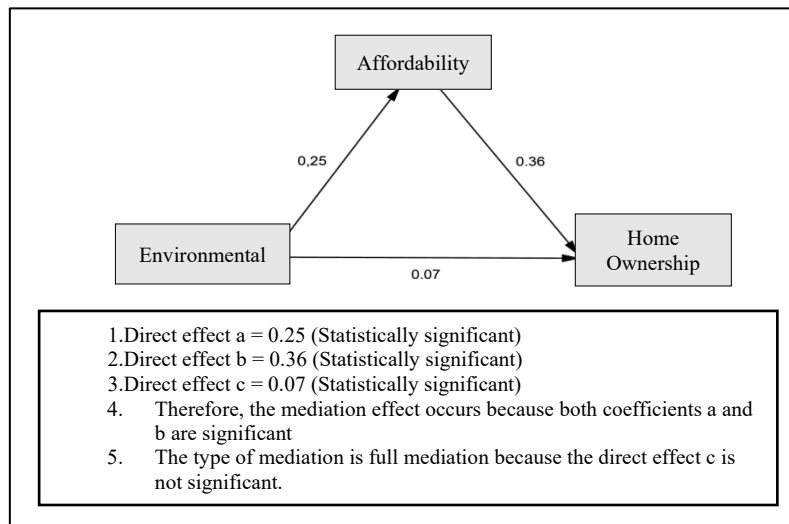 Affordability
0,25
0.36
Environmental
Home
Ownership
0.07
1.Direct effect a = 0.25 (Statistically significant)
2.Direct effect b = 0.36 (Statistically significant)
3.Direct effect c = 0.07 (Statistically significant)
4. Therefore, the mediation effect occurs because both coefficients a and
b are significant
5. The type of mediation is full mediation because the direct effect c is
not significant.